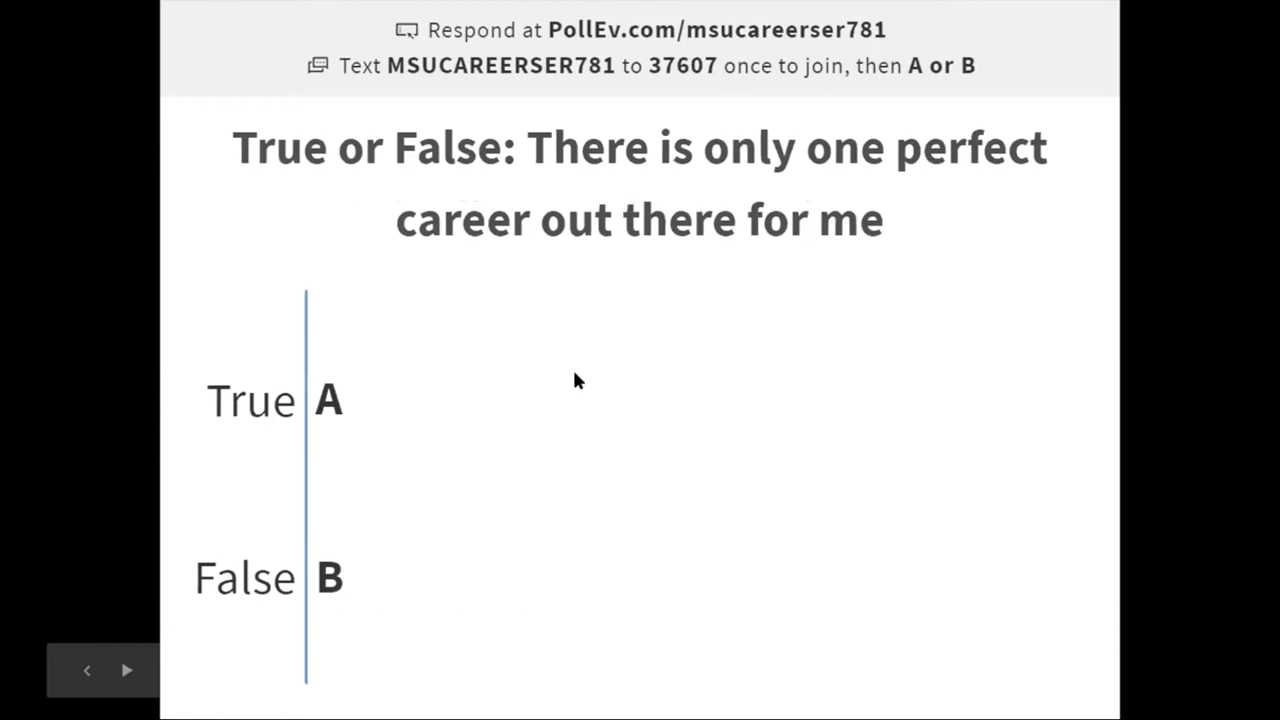 Respond at PollEv.com/msucareerser781
Text MSUCAREERSER781 to 37607 once to join, then A or B
True or False: There is only one perfect
career out there for me
True A
False B